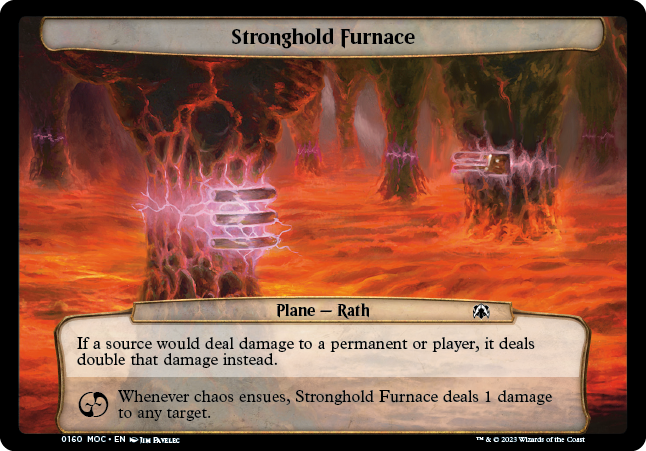 Stronghold Furnace
Plane — Rath
If a source would deal damage to a permanent or player, it deals
double that damage instead.
Whenever chaos ensues, Stronghold Furnace deals 1 damage
to any target.
0160 MOC • EN Jim Pavelec
™ & © 2023 Wizards of the Coast